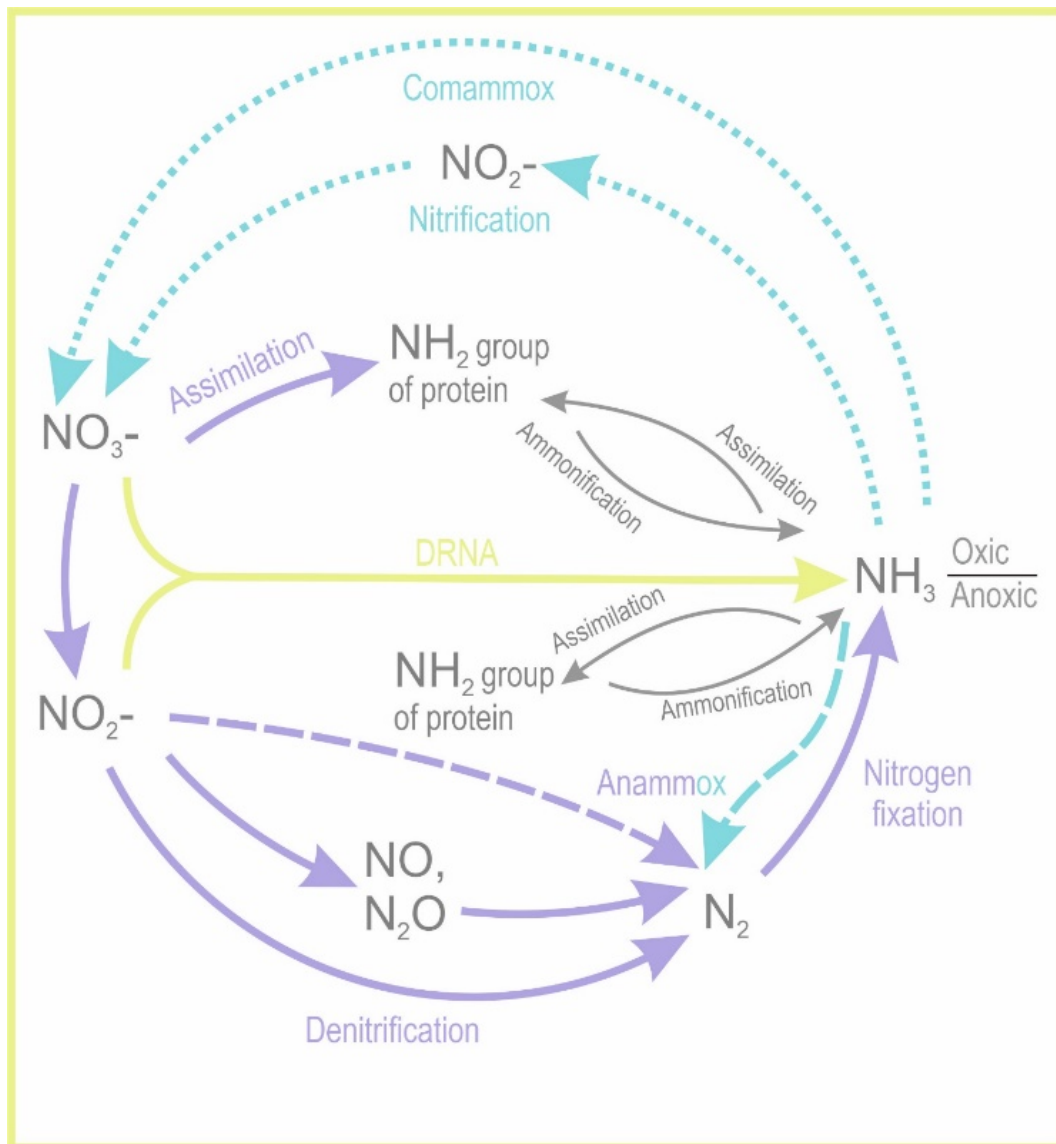 Comammox
NO₂-
Nitrification
Assimilation
NH₂ group
of protein
NO₃-
Ammonification
Assimilation
DRNA
NH₃
Oxic
Anoxic
Assimilation
NH₂ group
of protein
Ammonification
NO₂-
Anammox
Nitrogen
fixation
NO,
N₂O
N₂
Denitrification